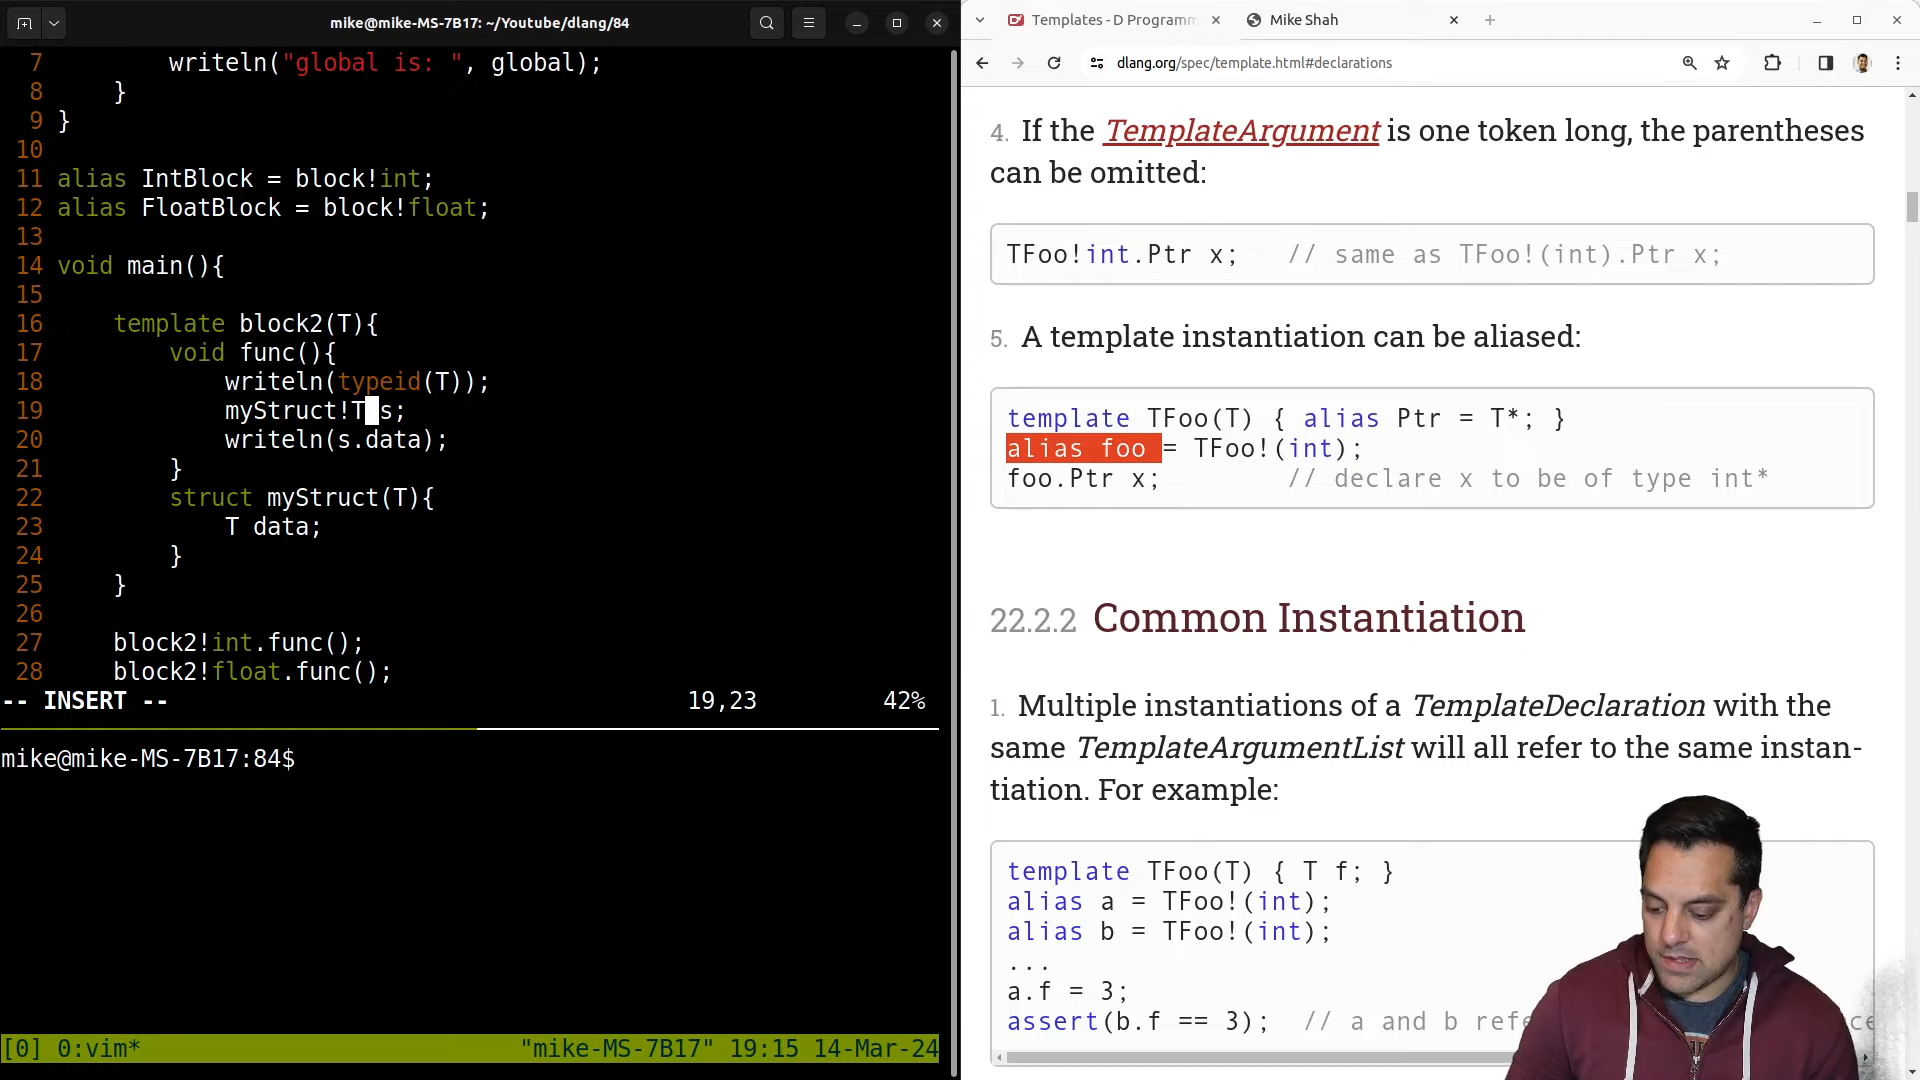 mike@mike-MS-7B17: ~/Youtube/dlang/84
7 writeln("global is: ", global);
8 }
9 }
10
11 alias IntBlock = block!int;
12 alias FloatBlock = block!float;
13
14 void main(){
15
16 template block2(T){
17 void func(){
18 writeln(typeid(T));
19 myStruct!T s;
20 writeln(s.data);
21 }
22 struct myStruct(T){
23 T data;
24 }
25 }
26
27 block2!int.func();
28 block2!float.func();
-- INSERT -- 19,23 42%
mike@mike-MS-7B17:84$
[0] 0:vim* "mike-MS-7B17" 19:15 14-Mar-24
Templates - D Programm
Mike Shah
dlang.org/spec/template.html#declarations
4. If the TemplateArgument is one token long, the parentheses
can be omitted:
TFoo!int.Ptr x; // same as TFoo!(int).Ptr x;
5. A template instantiation can be aliased:
template TFoo(T) { alias Ptr = T*; }
alias foo = TFoo!(int);
foo.Ptr x; // declare x to be of type int*
22.2.2 Common Instantiation
1. Multiple instantiations of a TemplateDeclaration with the
same TemplateArgumentList will all refer to the same instan-
tiation. For example:
template TFoo(T) { T f; }
alias a = TFoo!(int);
alias b = TFoo!(int);
...
a.f = 3;
assert(b.f == 3); // a and b refe